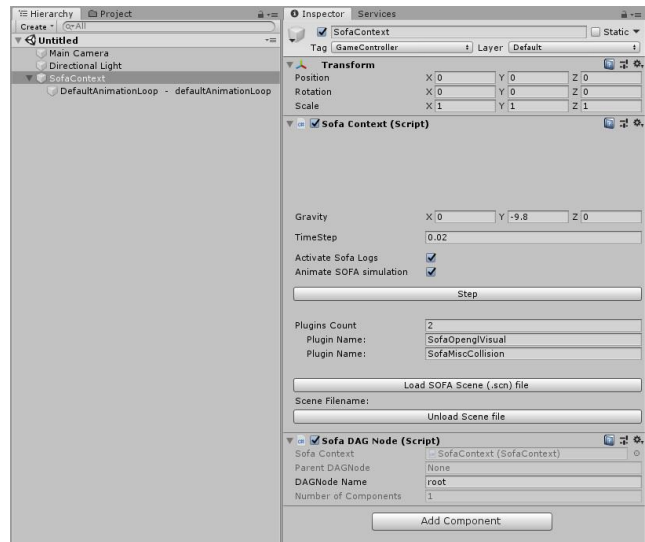 Hierarchy Project
Create Q▾All
Untitled
Main Camera
Directional Light
SofaContext
DefaultAnimationLoop - defaultAnimationLoop
Inspector Services
SofaContext Static
Tag GameController Layer Default
Transform
Position X 0 Y 0 Z 0
Rotation X 0 Y 0 Z 0
Scale X 1 Y 1 Z 1
Sofa Context (Script)
Gravity X 0 Y -9.8 Z 0
TimeStep 0.02
Activate Sofa Logs
Animate SOFA simulation
Step
Plugins Count 2
Plugin Name: SofaOpenglVisual
Plugin Name: SofaMiscCollision
Load SOFA Scene (.scn) file
Scene Filename:
Unload Scene file
Sofa DAG Node (Script)
Sofa Context SofaContext (SofaContext)
Parent DAGNode None
DAGNode Name root
Number of Components 1
Add Component